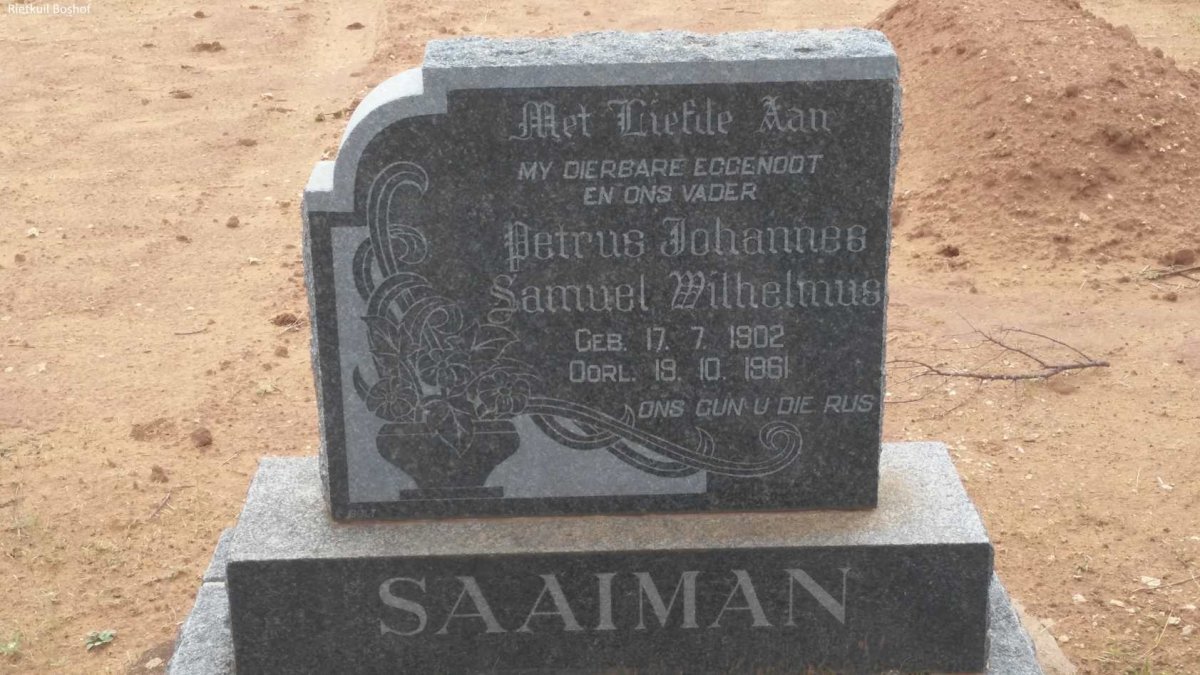 Rietkuil Boshof
Met Liefde Aan
MY DIERBARE EGGENOOT
EN ONS VADER
Petrus Johannes
Samuel Wilhelmus
GEB. 17. 7. 1902
OORL. 19. 10. 1961
ONS GUN U DIE RUS
SAAIMAN